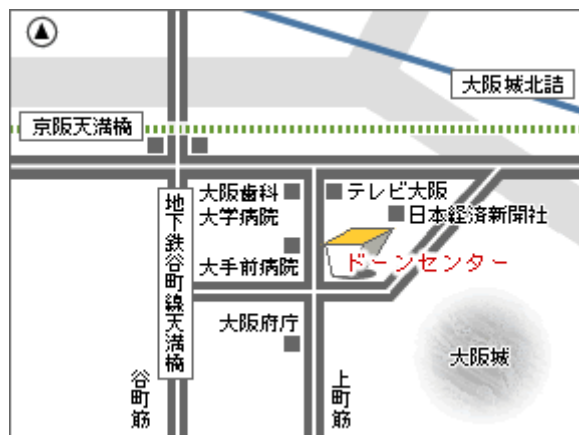 大阪城北詰
京阪天満橋
地下鉄谷町線天満橋
大阪歯科
大学病院
テレビ大阪
日本経済新聞社
大手前病院
ドーンセンター
大阪府庁
大阪城
谷町筋
上町筋